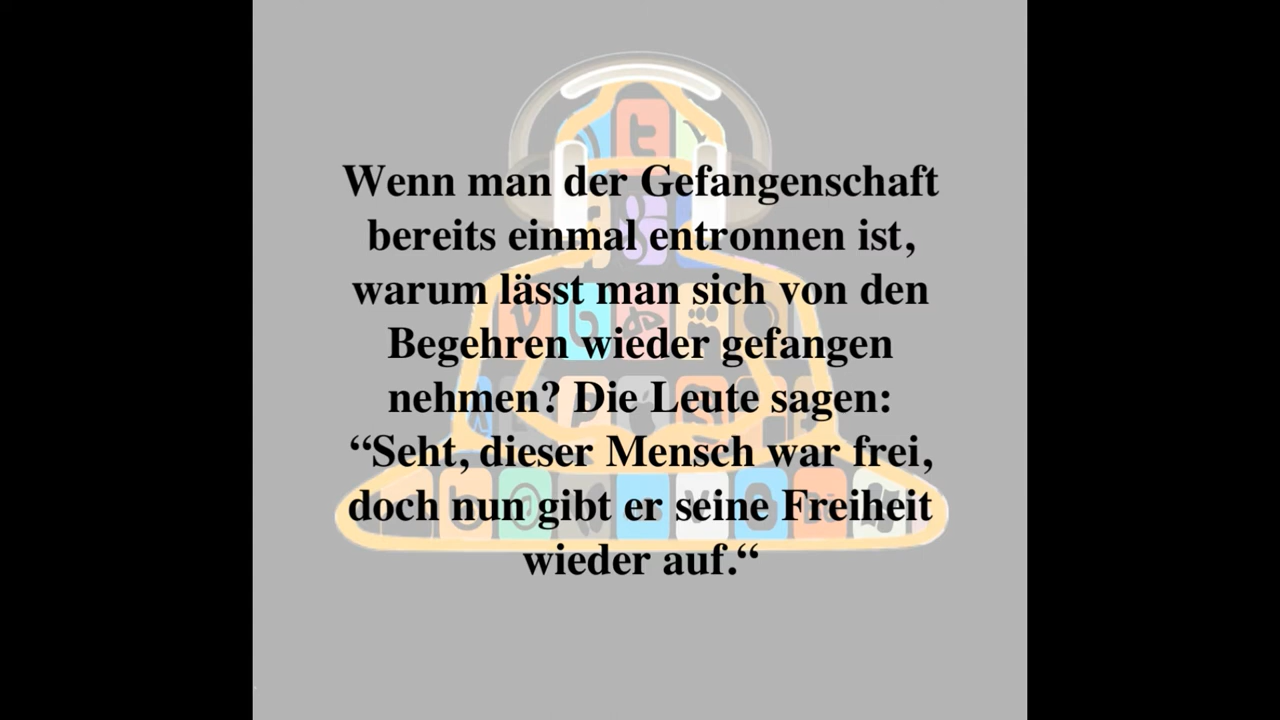 Wenn man der Gefangenschaft
bereits einmal entronnen ist,
warum lässt man sich von den
Begehren wieder gefangen
nehmen? Die Leute sagen:
“Seht, dieser Mensch war frei,
doch nun gibt er seine Freiheit
wieder auf.“